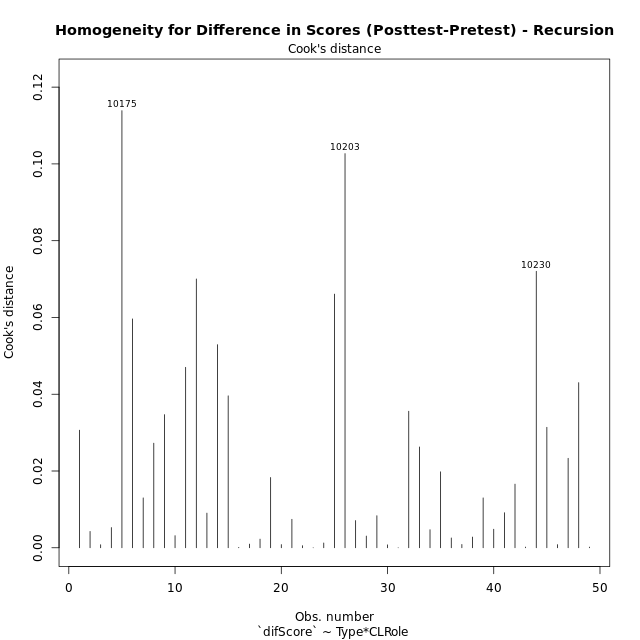 Homogeneity for Difference in Scores (Posttest-Pretest) - Recursion
Cook's distance
0.12
10175
0.10
10203
0.08
10230
Cook's distance
0.06
0.04
0.02
0.00
0 10 20 30 40 50
Obs. number
`difScore` ~ Type*CLRole